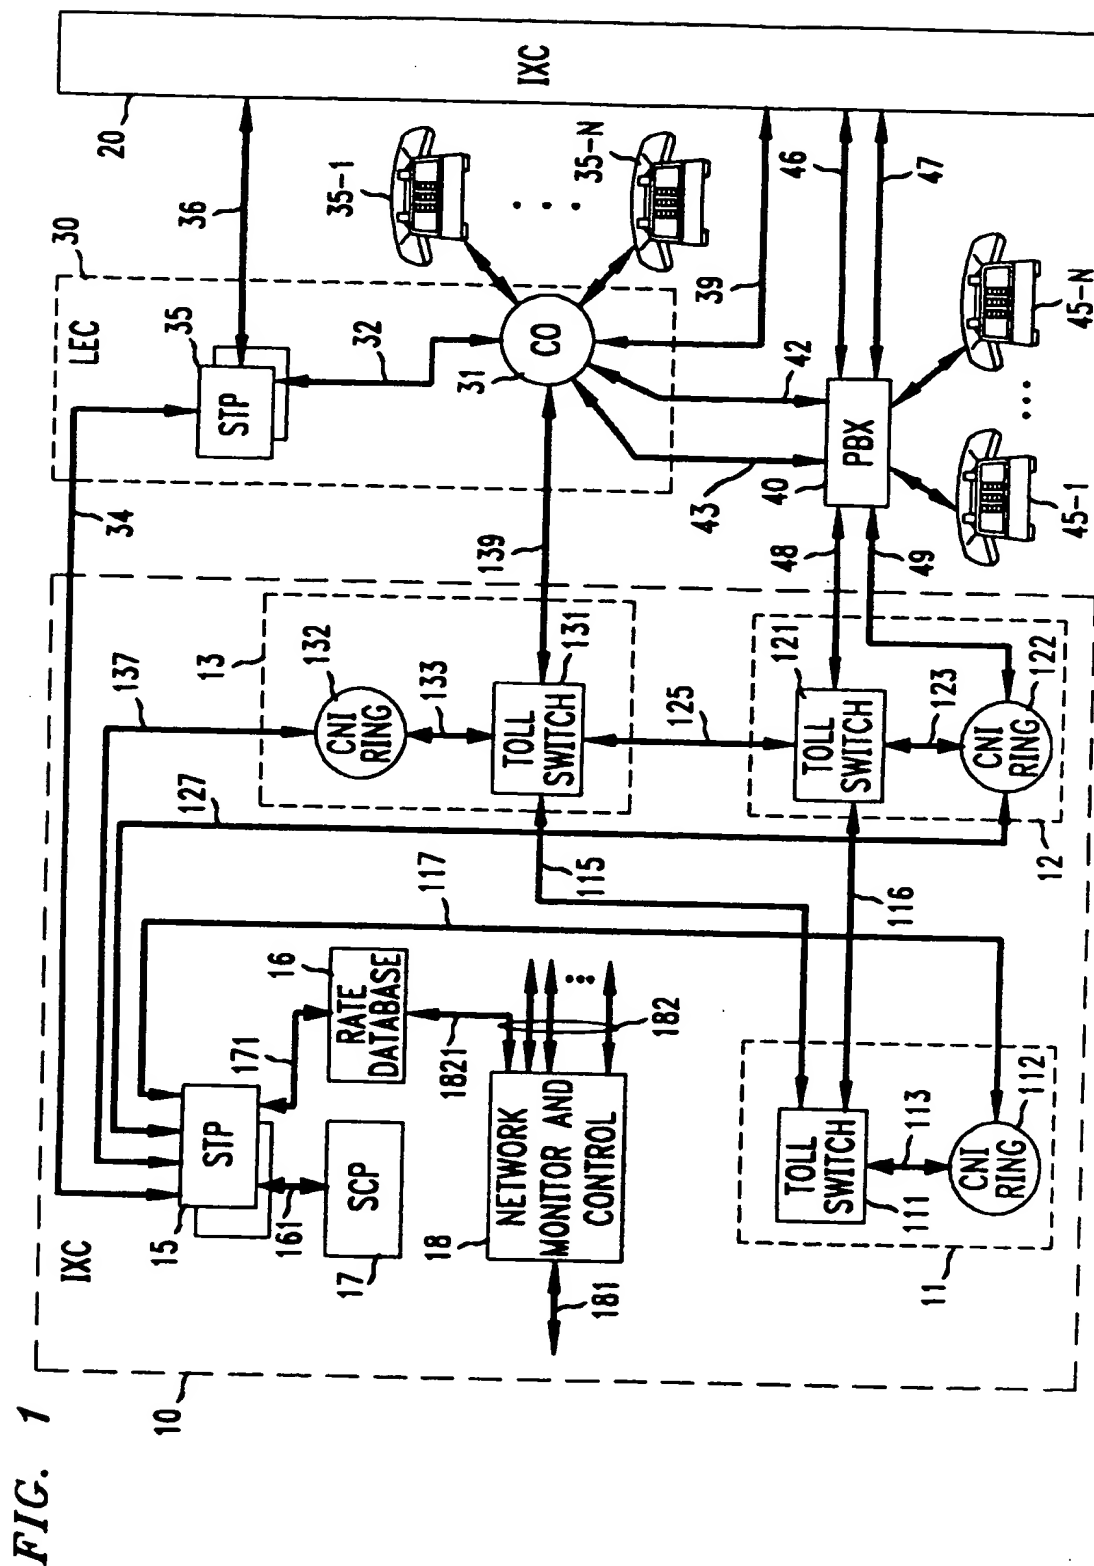 FIG. 1
10
IXC
15
STP
161
SCP
17
171
16
RATE
DATABASE
1821
182
18
NETWORK
MONITOR AND
CONTROL
181
11
TOLL
SWITCH
111
113
CNI
RING
112
117
115
116
127
137
13
CNI
RING
132
133
TOLL
SWITCH
131
125
12
TOLL
SWITCH
121
123
CNI
RING
122
34
139
48
49
30
LEC
35
STP
32
36
31
CO
43
42
39
40
PBX
35-1
35-N
45-1
45-N
46
47
20
IXC